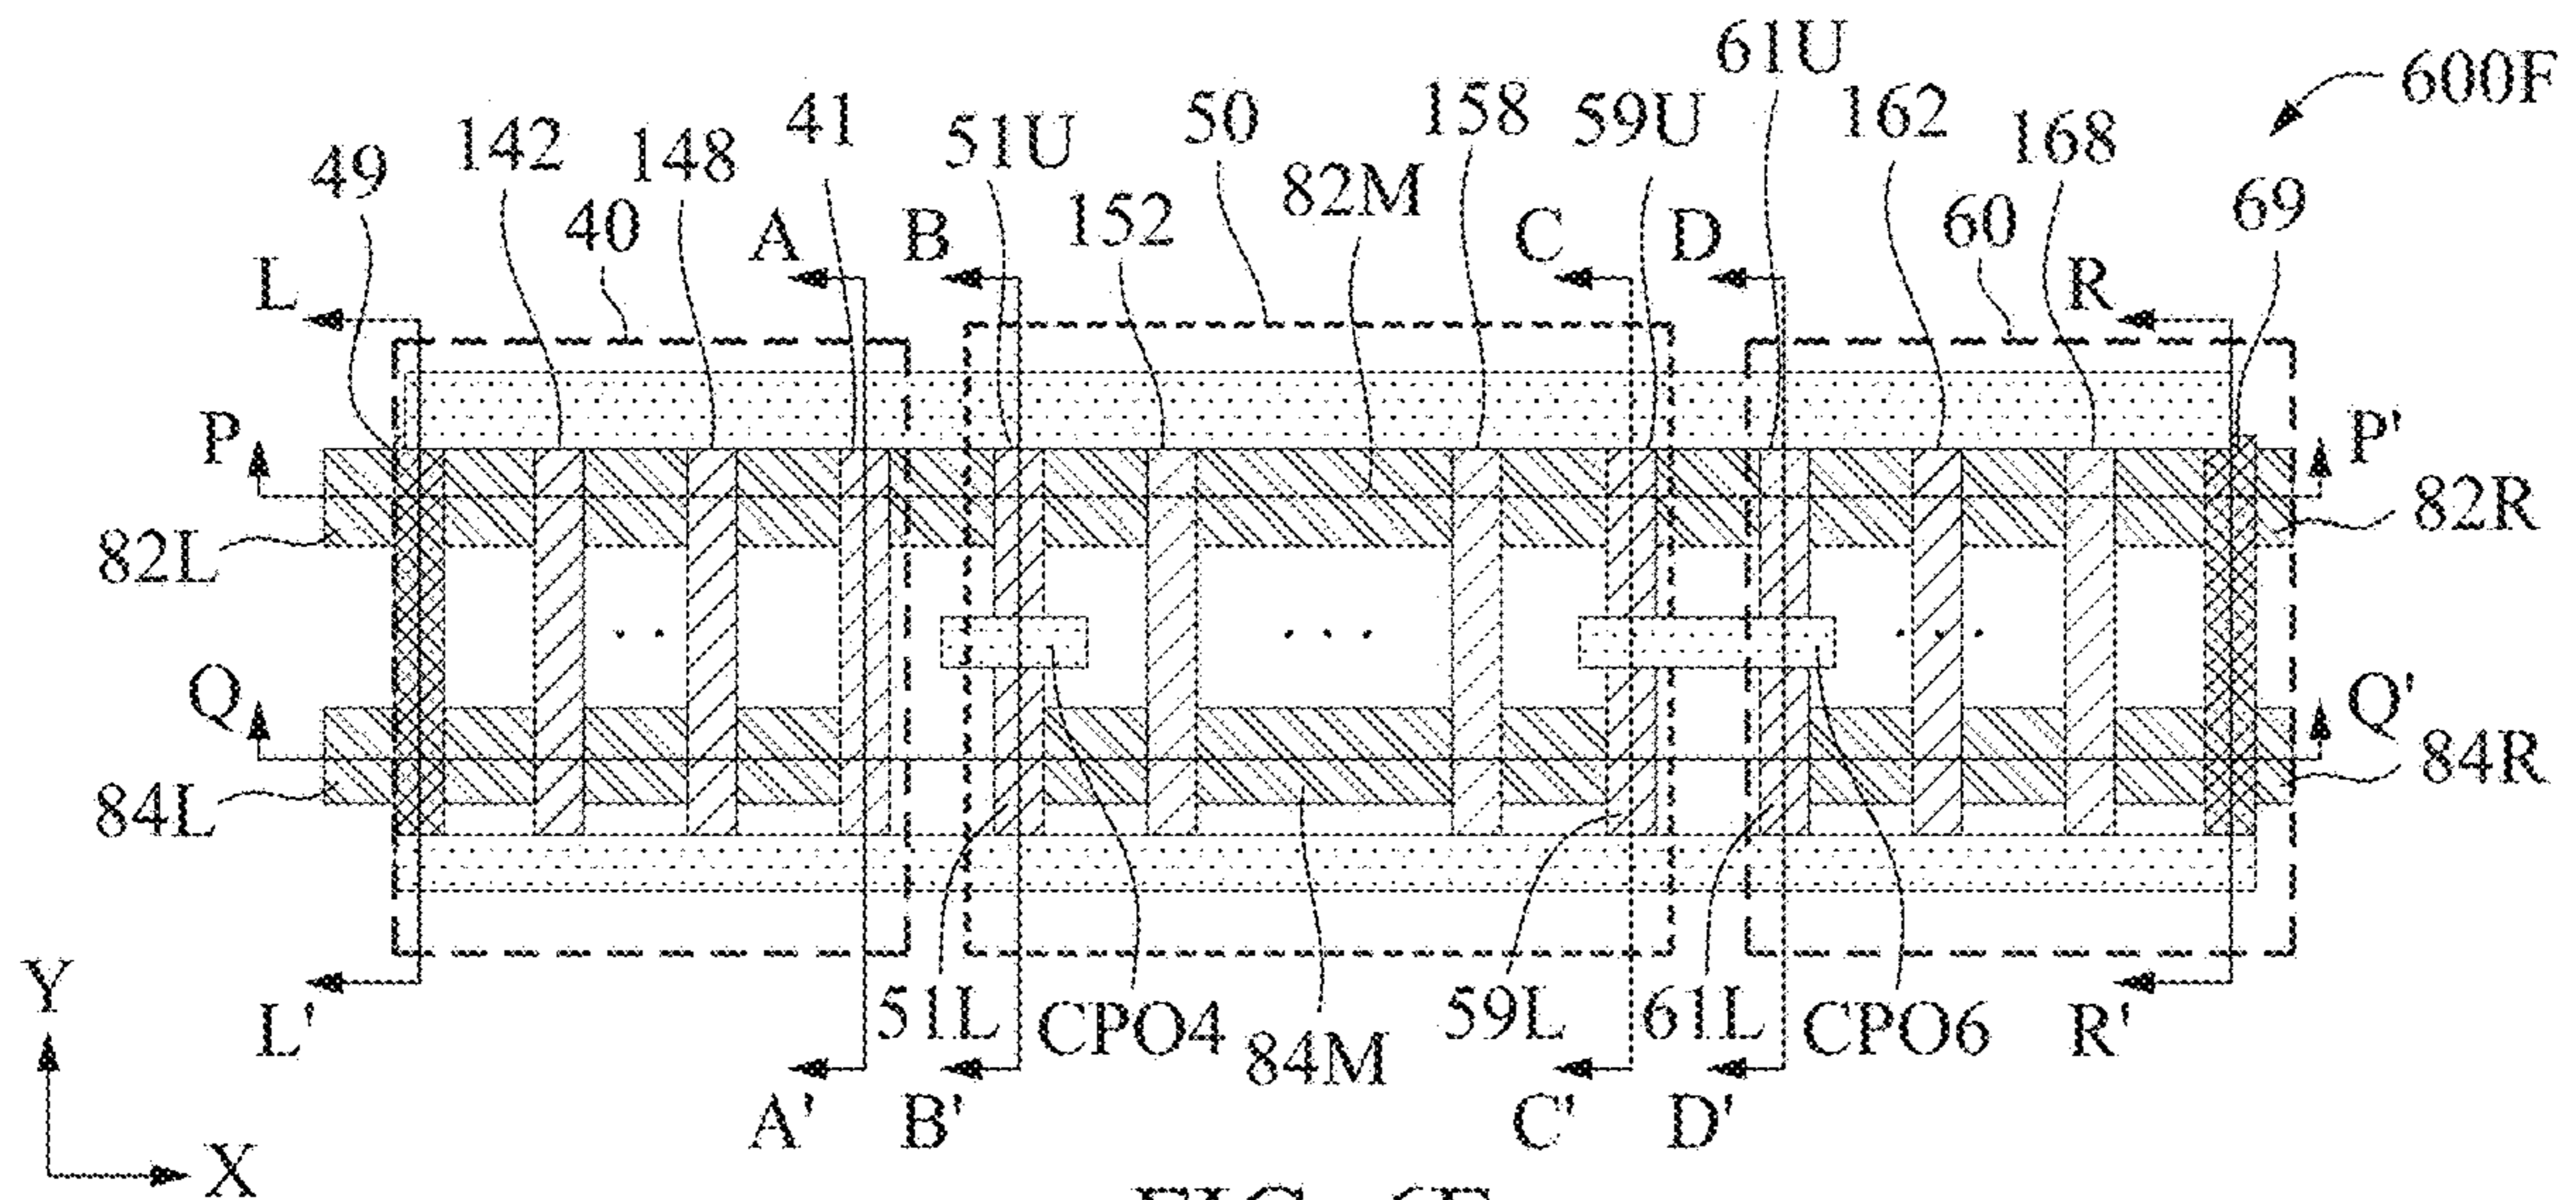 61U
600F
49
142
148
41
51U
50
158
59U
162
168
40
152
82M
60
69
L
A
B
C
D
R
P
P'
82L
82R
Q
Q'
84L
84R
Y
X
L'
51L
CPO4
84M
59L
61L
CPO6
R'
A'
B'
C'
D'